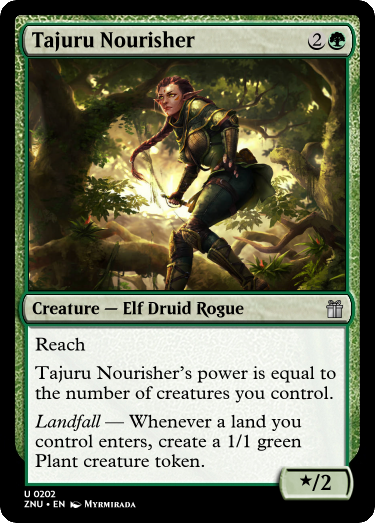 Tajuru Nourisher 2
Creature — Elf Druid Rogue
Reach
Tajuru Nourisher's power is equal to
the number of creatures you control.
Landfall — Whenever a land you
control enters, create a 1/1 green
Plant creature token.
★/2
U 0202
ZNU • EN Myrmirada